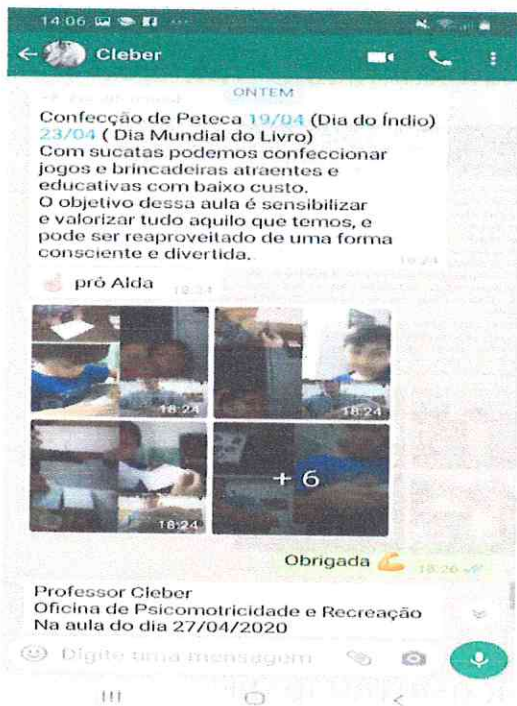 14:06
Cleber
ONTEM
Confecção de Peteca 19/04 (Dia do Índio)
23/04 ( Dia Mundial do Livro)
Com sucatas podemos confeccionar
jogos e brincadeiras atraentes e
educativas com baixo custo.
O objetivo dessa aula é sensibilizar
e valorizar tudo aquilo que temos, e
pode ser reaproveitado de uma forma
consciente e divertida.
18:24
pró Alda 18:24
18:24 18:24
18:24 + 6
Obrigada 💪 18:26
Professor Cleber
Oficina de Psicomotricidade e Recreação
Na aula do dia 27/04/2020
Digite uma mensagem